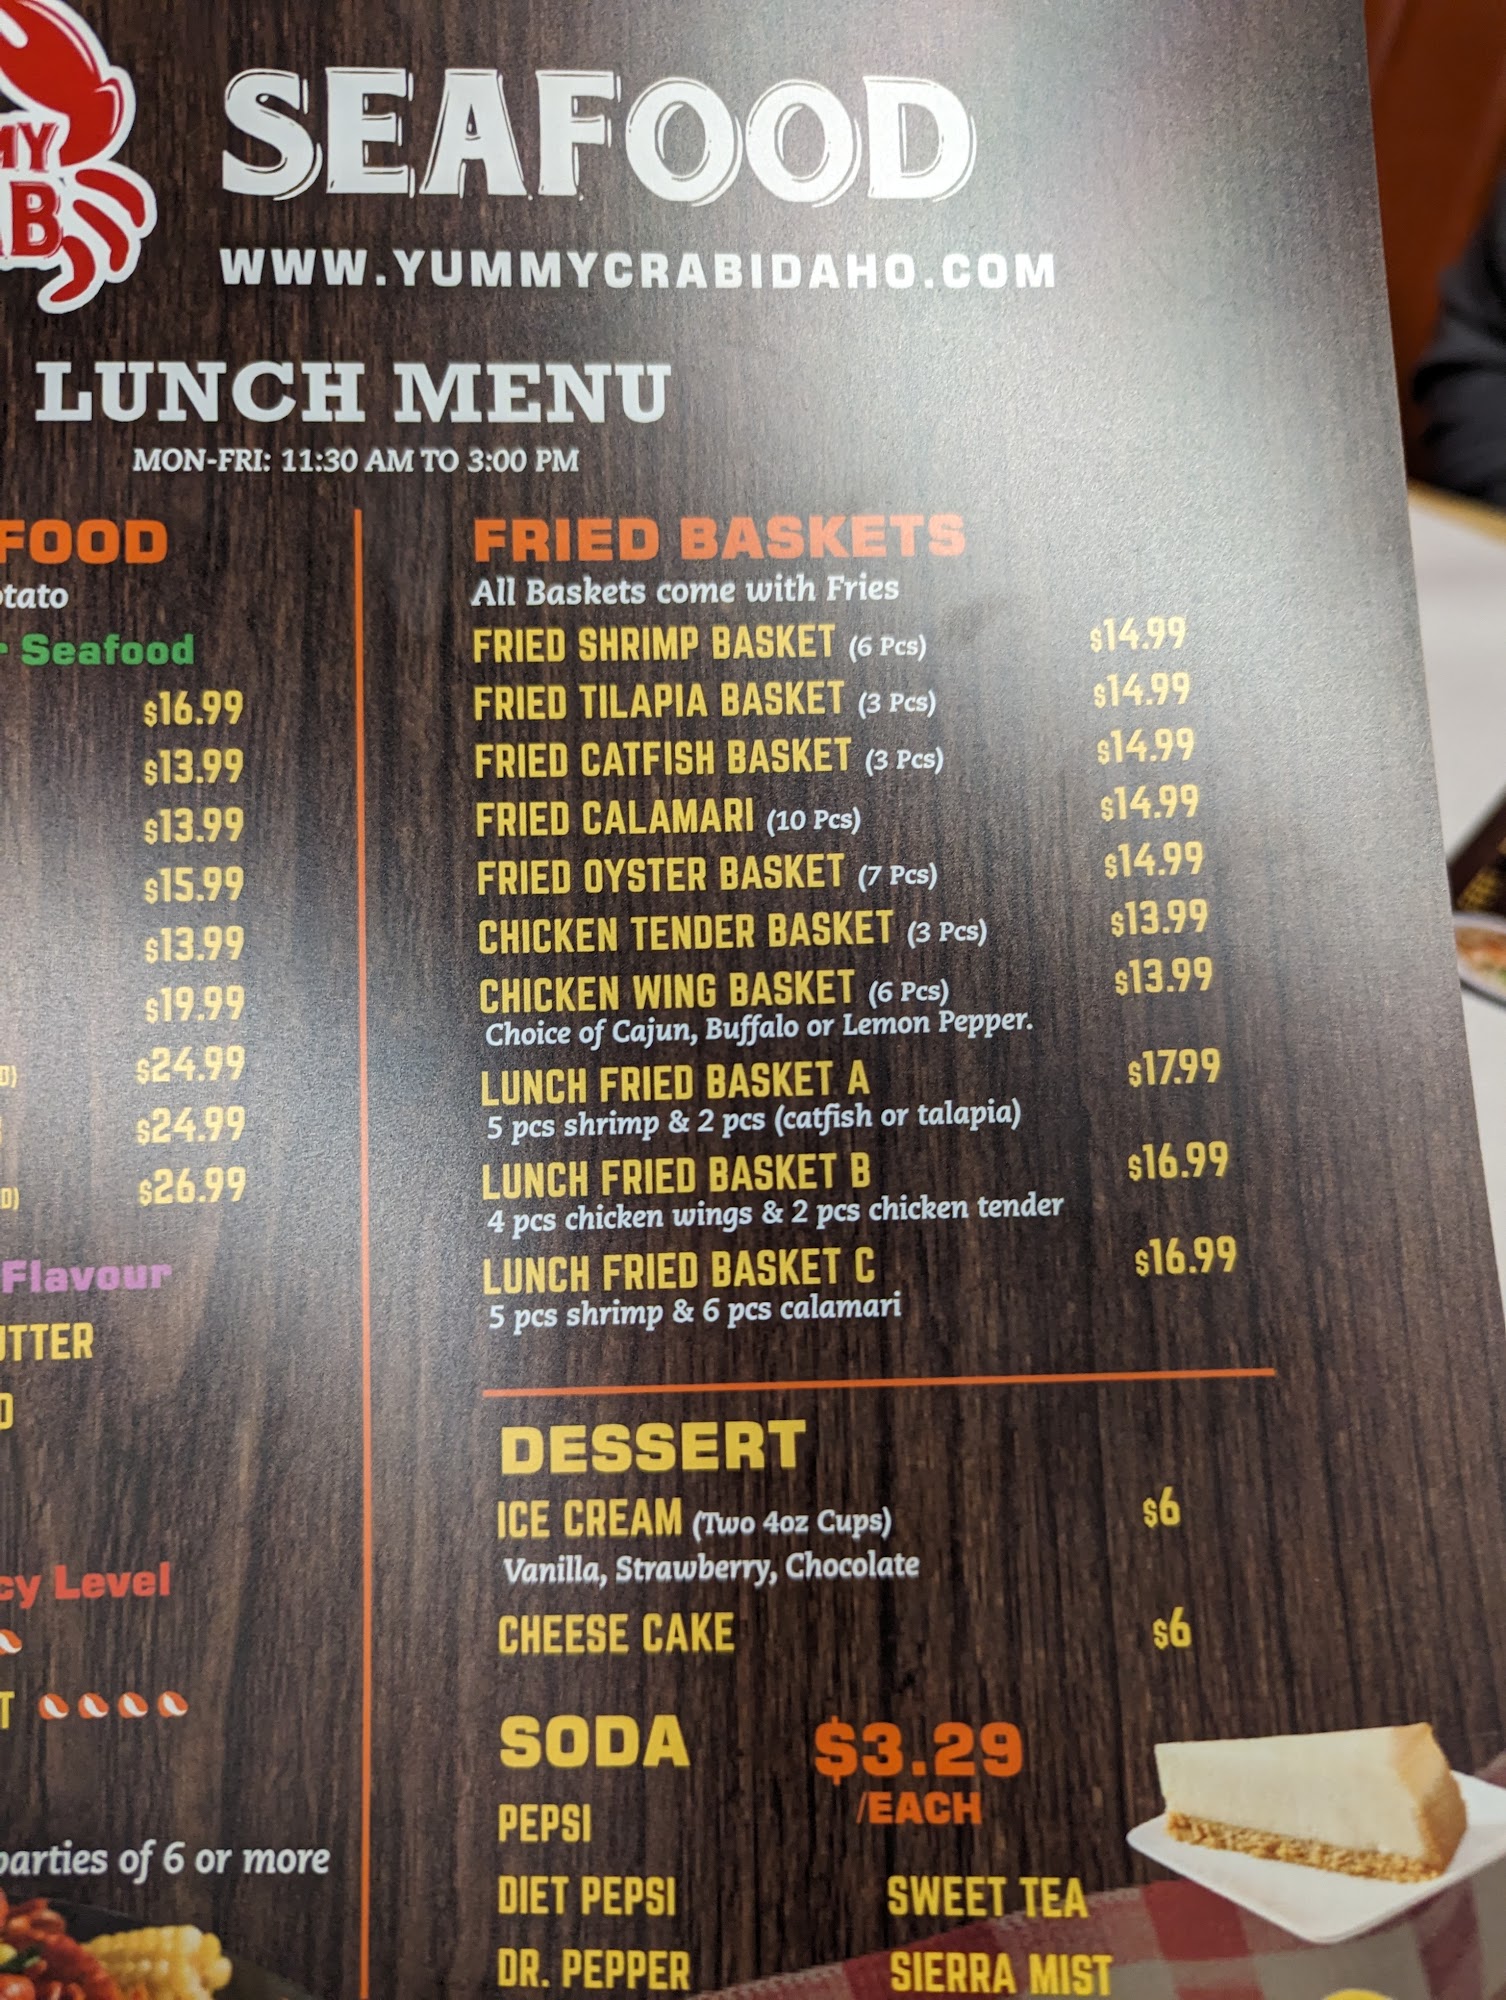 SEAFOOD
WWW.YUMMYCRABIDAHO.COM
LUNCH MENU
MON-FRI: 11:30 AM TO 3:00 PM
Seafood
$16.99
$13.99
$13.99
$15.99
$13.99
$19.99
$24.99
$24.99
$26.99
Flavour
Level
parties of 6 or more
FRIED BASKETS
All Baskets come with Fries
FRIED SHRIMP BASKET (6 Pcs) $14.99
FRIED TILAPIA BASKET (3 Pcs) $14.99
FRIED CATFISH BASKET (3 Pcs) $14.99
FRIED CALAMARI (10 Pcs) $14.99
FRIED OYSTER BASKET (7 Pcs) $14.99
CHICKEN TENDER BASKET (3 Pcs) $13.99
CHICKEN WING BASKET (6 Pcs) $13.99
Choice of Cajun, Buffalo or Lemon Pepper.
LUNCH FRIED BASKET A $17.99
5 pcs shrimp & 2 pcs (catfish or talapia)
LUNCH FRIED BASKET B $16.99
4 pcs chicken wings & 2 pcs chicken tender
LUNCH FRIED BASKET C $16.99
5 pcs shrimp & 6 pcs calamari
DESSERT
ICE CREAM (Two 4oz Cups) $6
Vanilla, Strawberry, Chocolate
CHEESE CAKE $6
SODA $3.29
/EACH
PEPSI
DIET PEPSI SWEET TEA
DR. PEPPER SIERRA MIST